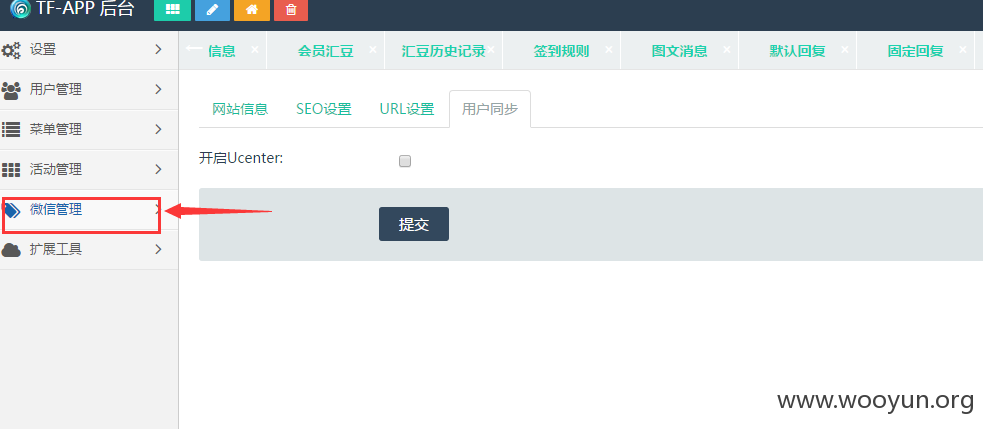 TF-APP 后台
设置
用户管理
菜单管理
活动管理
微信管理
扩展工具
信息 × 会员汇豆 × 汇豆历史记录 × 签到规则 × 图文消息 × 默认回复 × 固定回复 ×
网站信息 SEO设置 URL设置 用户同步
开启Ucenter:
提交
www.wooyun.org